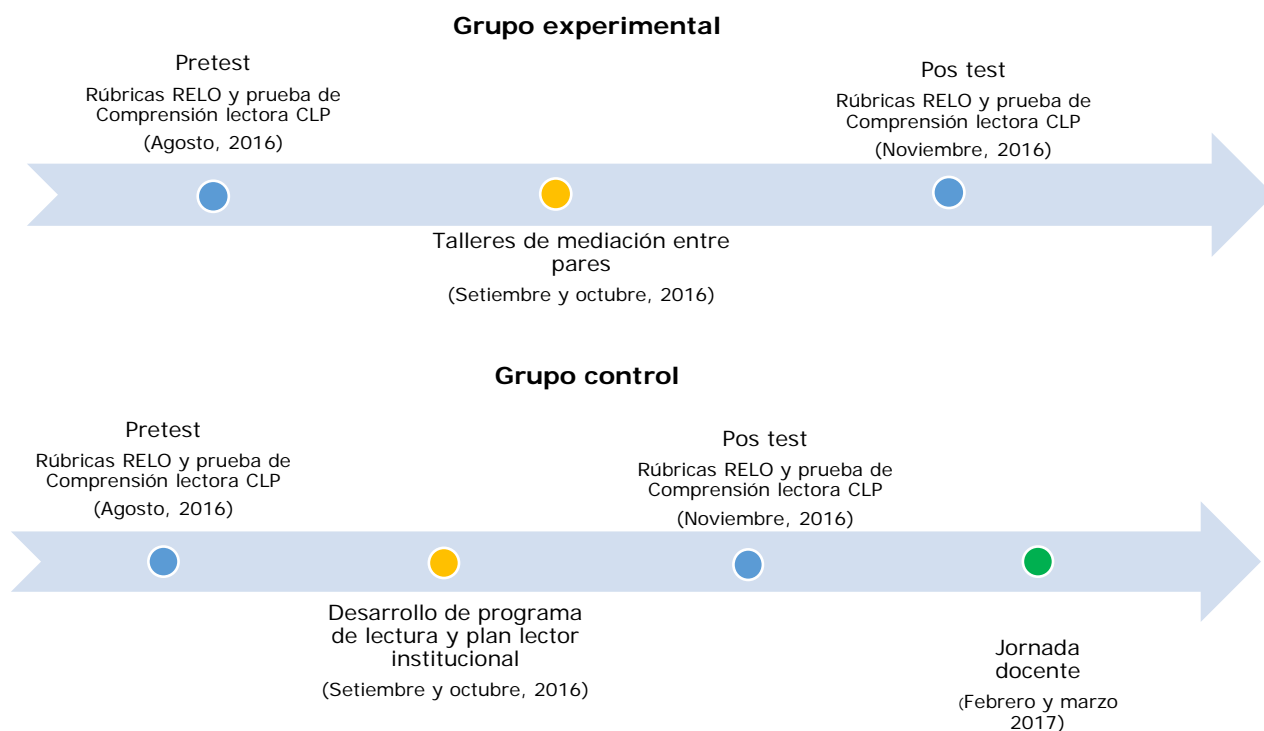 Grupo experimental
Pretest
Rúbricas RELO y prueba de
Comprensión lectora CLP
(Agosto, 2016)
Pos test
Rúbricas RELO y prueba de
Comprensión lectora CLP
(Noviembre, 2016)
Talleres de mediación entre
pares
(Setiembre y octubre, 2016)
Grupo control
Pretest
Rúbricas RELO y prueba de
Comprensión lectora CLP
(Agosto, 2016)
Pos test
Rúbricas RELO y prueba de
Comprensión lectora CLP
(Noviembre, 2016)
Desarrollo de programa
de lectura y plan lector
institucional
(Setiembre y octubre, 2016)
Jornada
docente
(Febrero y marzo
2017)